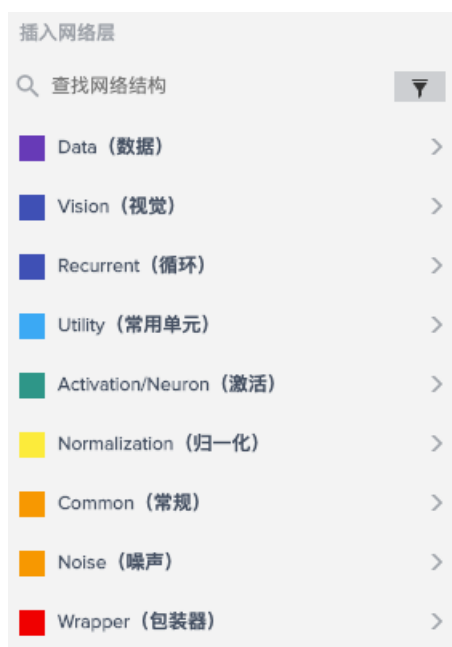 插入网络层
查找网络结构
Data（数据）
Vision（视觉）
Recurrent（循环）
Utility（常用单元）
Activation/Neuron（激活）
Normalization（归一化）
Common（常规）
Noise（噪声）
Wrapper（包装器）